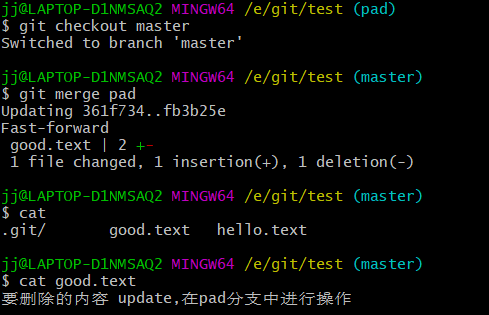 jj@LAPTOP-D1NMSAQ2 MINGW64 /e/git/test (pad)
$ git checkout master
Switched to branch 'master'
jj@LAPTOP-D1NMSAQ2 MINGW64 /e/git/test (master)
$ git merge pad
Updating 361f734..fb3b25e
Fast-forward
 good.text | 2 +-
 1 file changed, 1 insertion(+), 1 deletion(-)
jj@LAPTOP-D1NMSAQ2 MINGW64 /e/git/test (master)
$ cat
.git/       good.text   hello.text
jj@LAPTOP-D1NMSAQ2 MINGW64 /e/git/test (master)
$ cat good.text
要删除的内容 update,在pad分支中进行操作